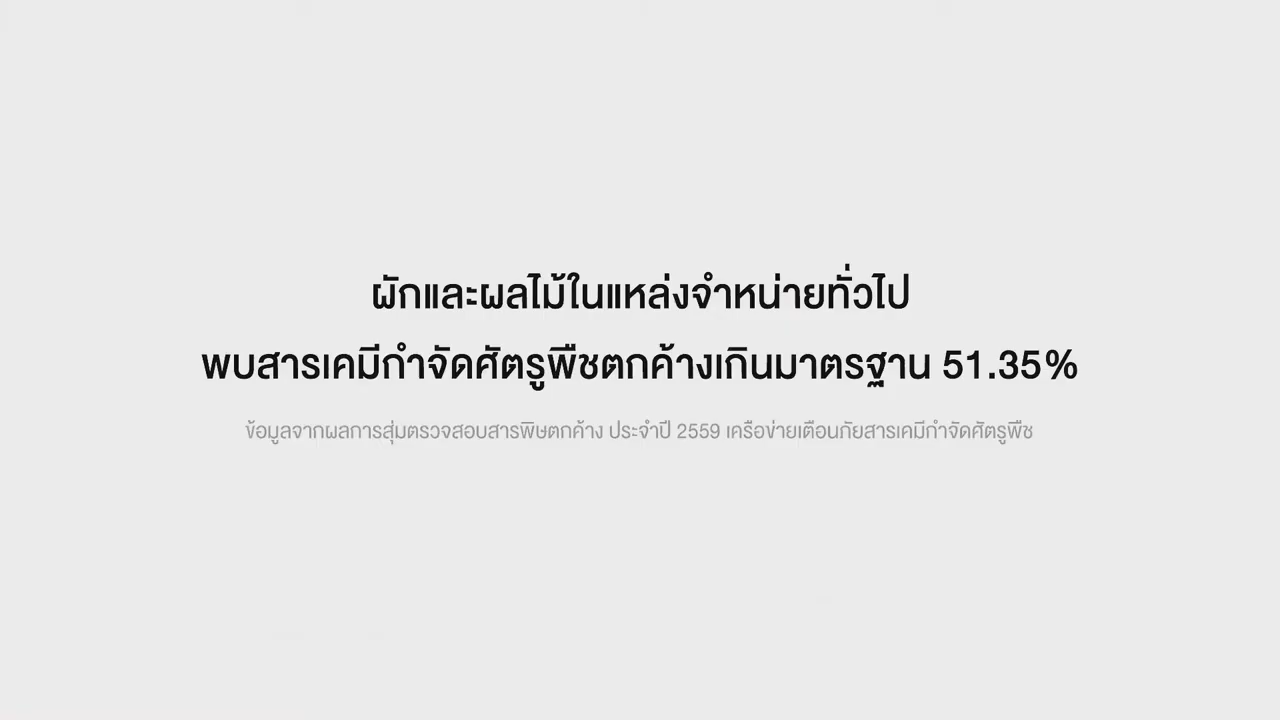 ผักและผลไม้ในแหล่งจำหน่ายทั่วไป
พบสารเคมีกำจัดศัตรูพืชตกค้างเกินมาตรฐาน 51.35%
ข้อมูลจากผลการสุ่มตรวจสอบสารพิษตกค้าง ประจำปี 2559 เครือข่ายเตือนภัยสารเคมีกำจัดศัตรูพืช